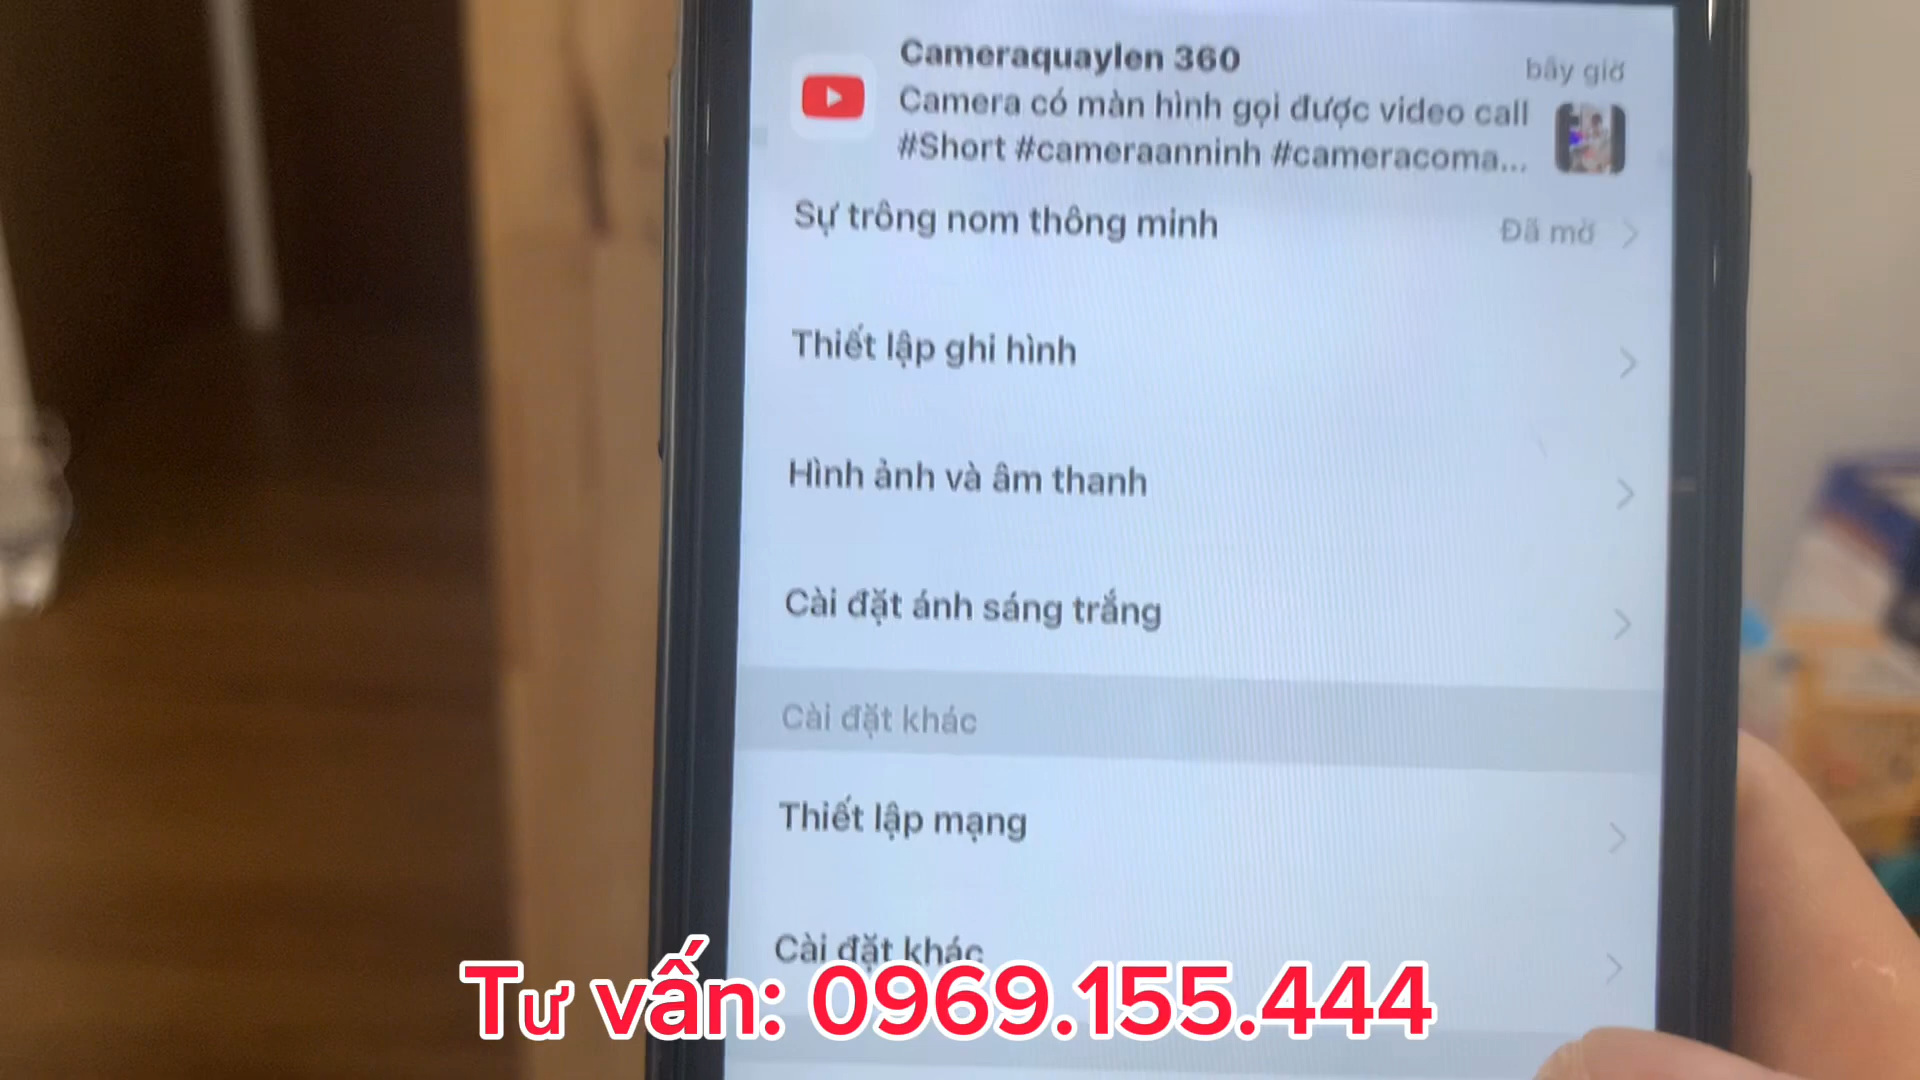 Cameraquaylen 360
bây giờ
Camera có màn hình gọi được video call
#Short #cameraanninh #cameracoma...
Sự trông nom thông minh
Đã mở
Thiết lập ghi hình
Hình ảnh và âm thanh
Cài đặt ánh sáng trắng
Cài đặt khác
Thiết lập mạng
Cài đặt khác
Tư vấn: 0969.155.444